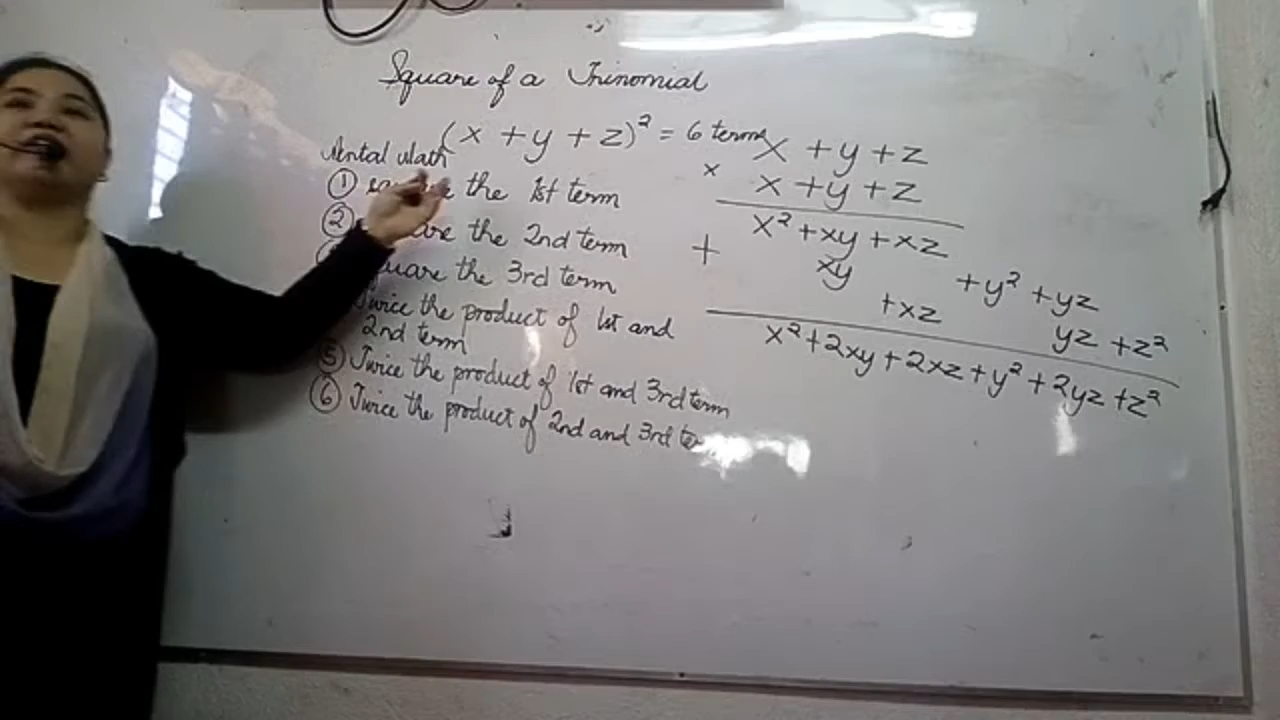 Square of a Trinomial
(x + y + z)² = 6 terms
Mental Math
① the 1st term
② the 2nd term
the 3rd term
Twice the product of 1st and
2nd term
⑤ Twice the product of 1st and 3rd term
⑥ Twice the product of 2nd and 3rd
x + y + z
× x + y + z
x² + xy + xz
+ xy + y² + yz
+ xz yz + z²
x² + 2xy + 2xz + y² + 2yz + z²